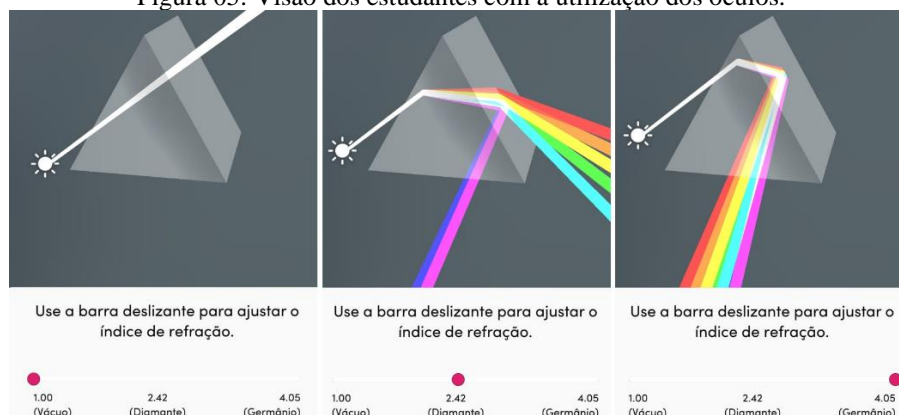 Figura 03: Visão dos estudantes com a utilização dos óculos.
Use a barra deslizante para ajustar o
índice de refração.
1.00 2.42 4.05
(Vácuo) (Diamante) (Germânio)
Use a barra deslizante para ajustar o
índice de refração.
1.00 2.42 4.05
(Vácuo) (Diamante) (Germânio)
Use a barra deslizante para ajustar o
índice de refração.
1.00 2.42 4.05
(Vácuo) (Diamante) (Germânio)